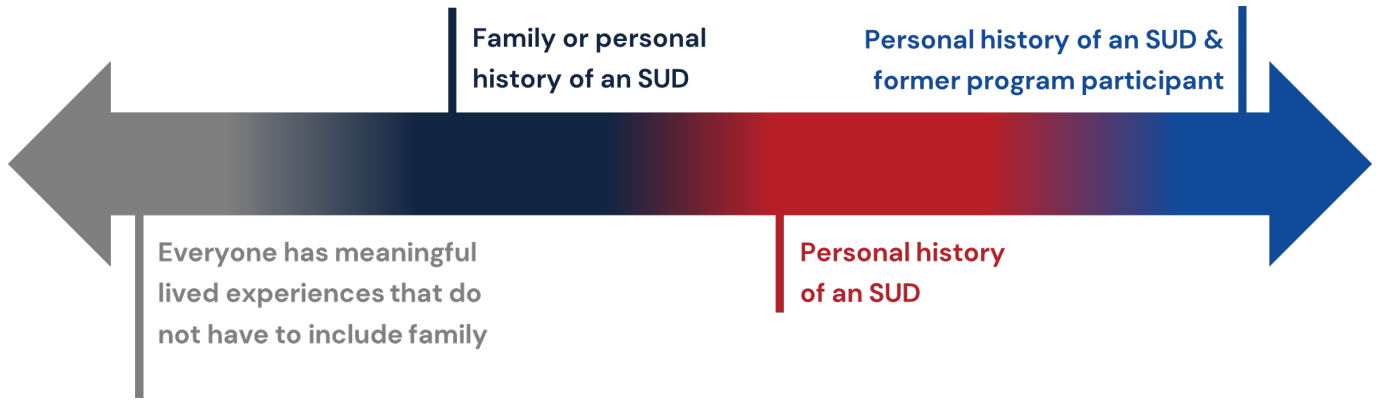 Family or personal
history of an SUD
Personal history of an SUD &
former program participant
Everyone has meaningful
lived experiences that do
not have to include family
Personal history
of an SUD